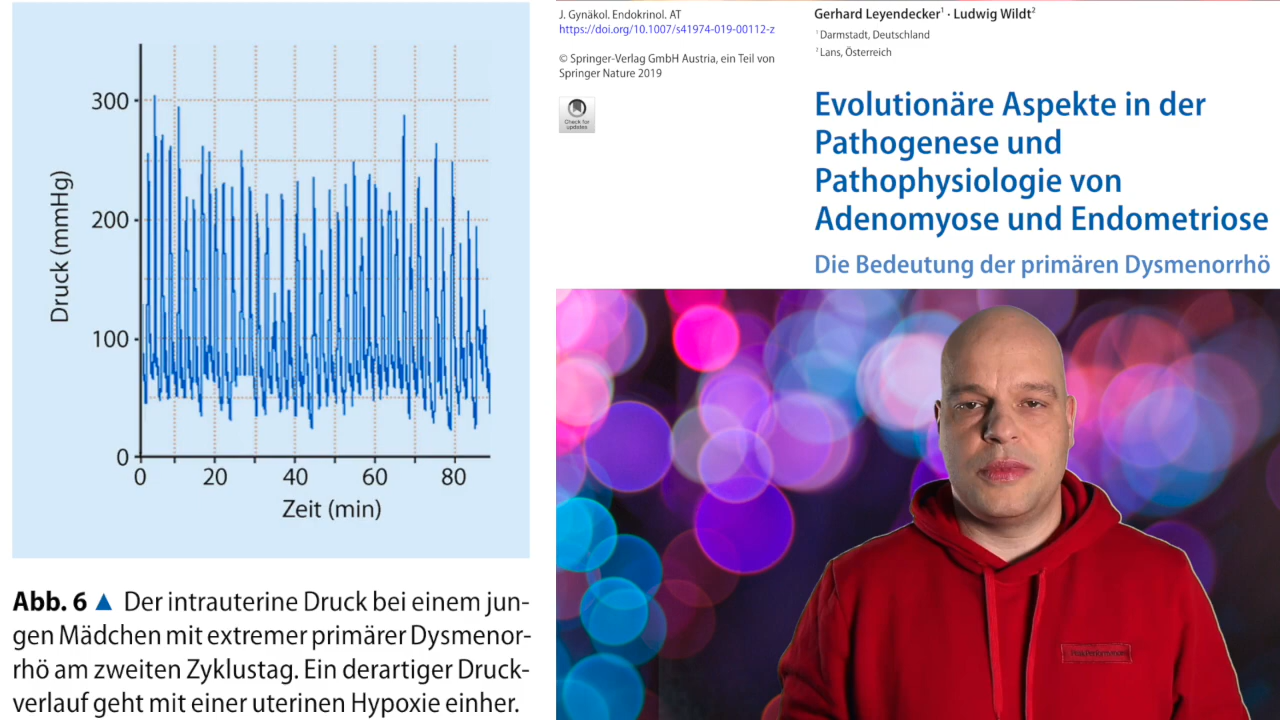 300
200
100
0
Druck (mmHg)
0 20 40 60 80
Zeit (min)
Abb. 6 ▲ Der intrauterine Druck bei einem jun-
gen Mädchen mit extremer primärer Dysmenor-
rhö am zweiten Zyklustag. Ein derartiger Druck-
verlauf geht mit einer uterinen Hypoxie einher.
J. Gynäkol. Endokrinol. AT
https://doi.org/10.1007/s41974-019-00112-z
© Springer-Verlag GmbH Austria, ein Teil von
Springer Nature 2019
Check for
updates
Gerhard Leyendecker¹ · Ludwig Wildt²
¹ Darmstadt, Deutschland
² Lans, Österreich
Evolutionäre Aspekte in der
Pathogenese und
Pathophysiologie von
Adenomyose und Endometriose
Die Bedeutung der primären Dysmenorrhö